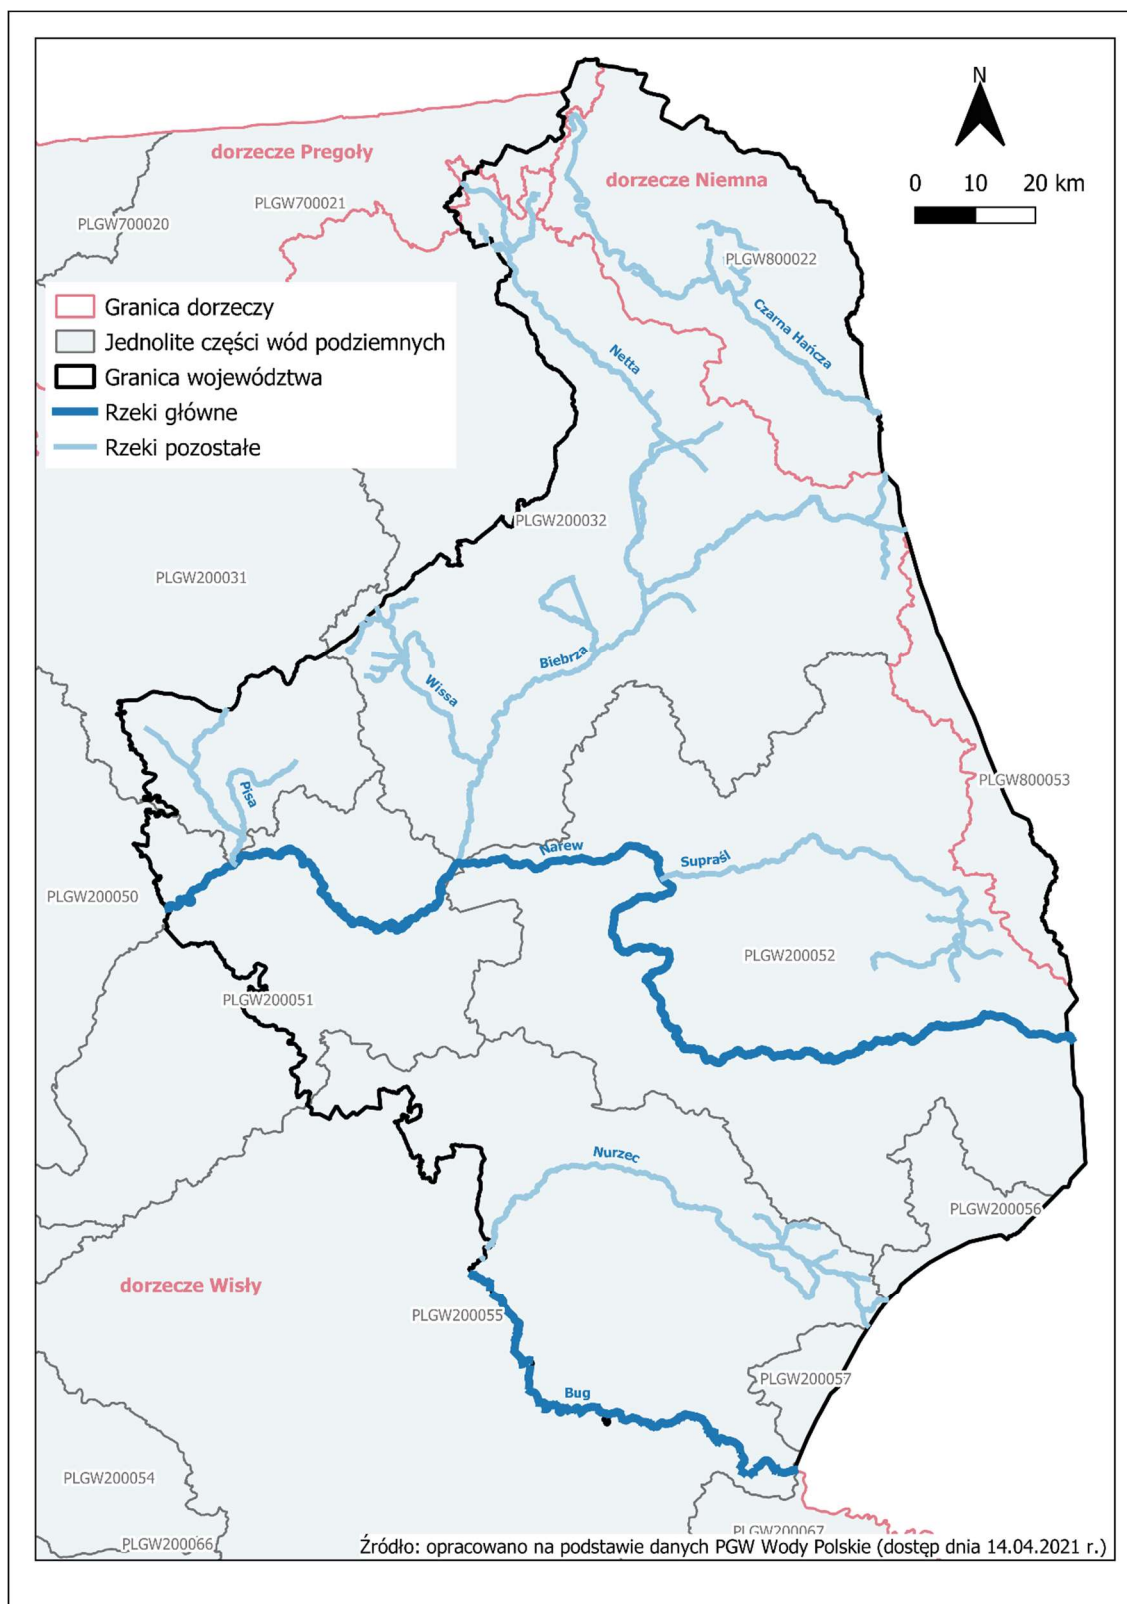 N
0 10 20 km
dorzecze Pregoły
dorzecze Niemna
PLGW700021
PLGW700020
PLGW800022
Granica dorzeczy
Jednolite części wód podziemnych
Granica województwa
Rzeki główne
Rzeki pozostałe
Czarna Hańcza
Netta
PLGW200032
PLGW200031
Biebrza
Wissa
PLGW800053
Pisa
Narew
Supraśl
PLGW200050
PLGW200052
PLGW200051
Nurzec
PLGW200056
dorzecze Wisły
PLGW200055
PLGW200057
Bug
PLGW200054
PLGW200067
PLGW200066
Źródło: opracowano na podstawie danych PGW Wody Polskie (dostęp dnia 14.04.2021 r.)